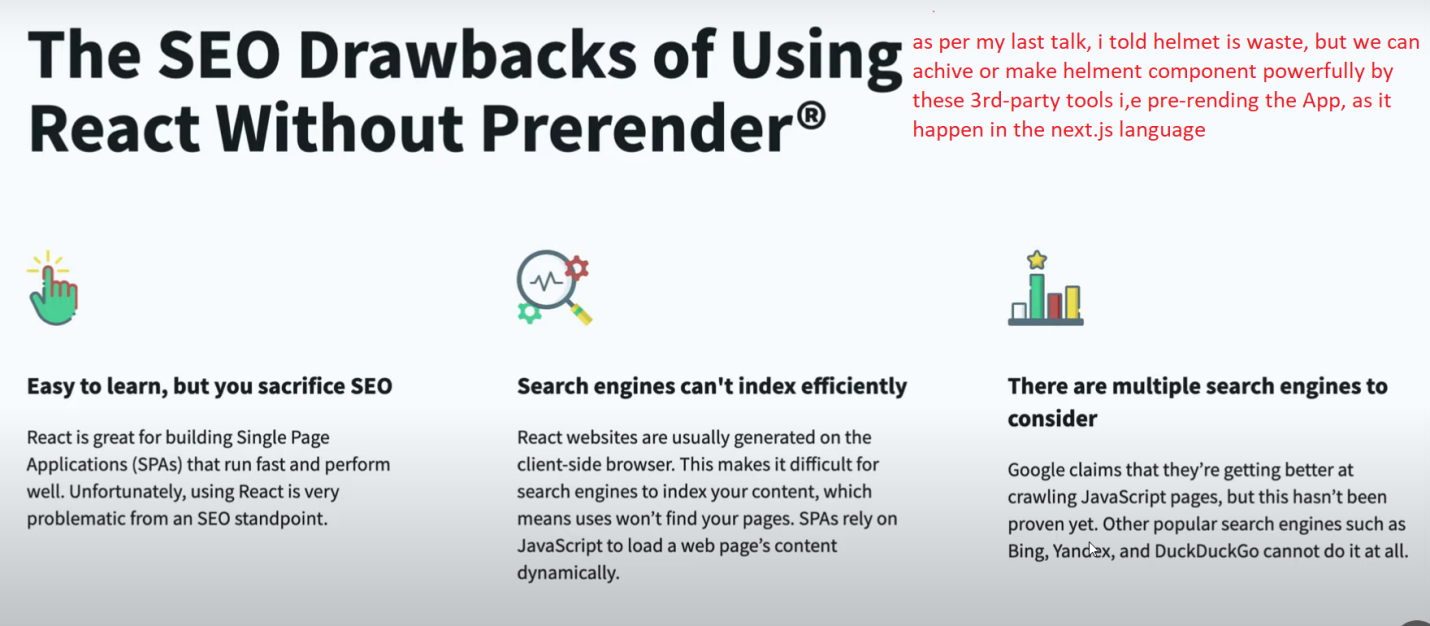 The SEO Drawbacks of Using
React Without Prerender®
as per my last talk, i told helmet is waste, but we can
achive or make helment component powerfully by
these 3rd-party tools i,e pre-rending the App, as it
happen in the next.js language
Easy to learn, but you sacrifice SEO
React is great for building Single Page
Applications (SPAs) that run fast and perform
well. Unfortunately, using React is very
problematic from an SEO standpoint.
Search engines can't index efficiently
React websites are usually generated on the
client-side browser. This makes it difficult for
search engines to index your content, which
means uses won’t find your pages. SPAs rely on
JavaScript to load a web page’s content
dynamically.
There are multiple search engines to
consider
Google claims that they’re getting better at
crawling JavaScript pages, but this hasn’t been
proven yet. Other popular search engines such as
Bing, Yandex, and DuckDuckGo cannot do it at all.